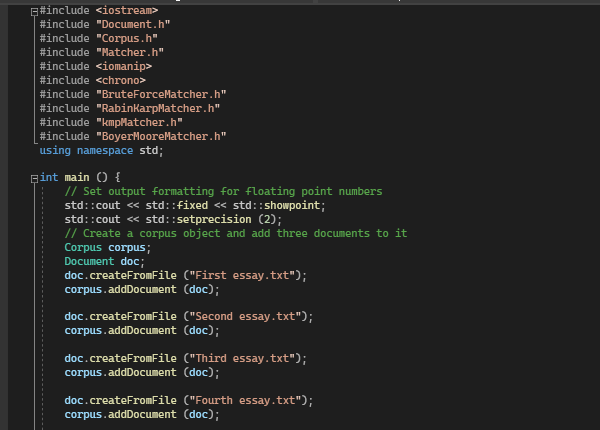 #include <iostream>
#include "Document.h"
#include "Corpus.h"
#include "Matcher.h"
#include <iomanip>
#include <chrono>
#include "BruteForceMatcher.h"
#include "RabinKarpMatcher.h"
#include "kmpMatcher.h"
#include "BoyerMooreMatcher.h"
using namespace std;
int main () {
// Set output formatting for floating point numbers
std::cout << std::fixed << std::showpoint;
std::cout << std::setprecision (2);
// Create a corpus object and add three documents to it
Corpus corpus;
Document doc;
doc.createFromFile ("First essay.txt");
corpus.addDocument (doc);
doc.createFromFile ("Second essay.txt");
corpus.addDocument (doc);
doc.createFromFile ("Third essay.txt");
corpus.addDocument (doc);
doc.createFromFile ("Fourth essay.txt");
corpus.addDocument (doc);